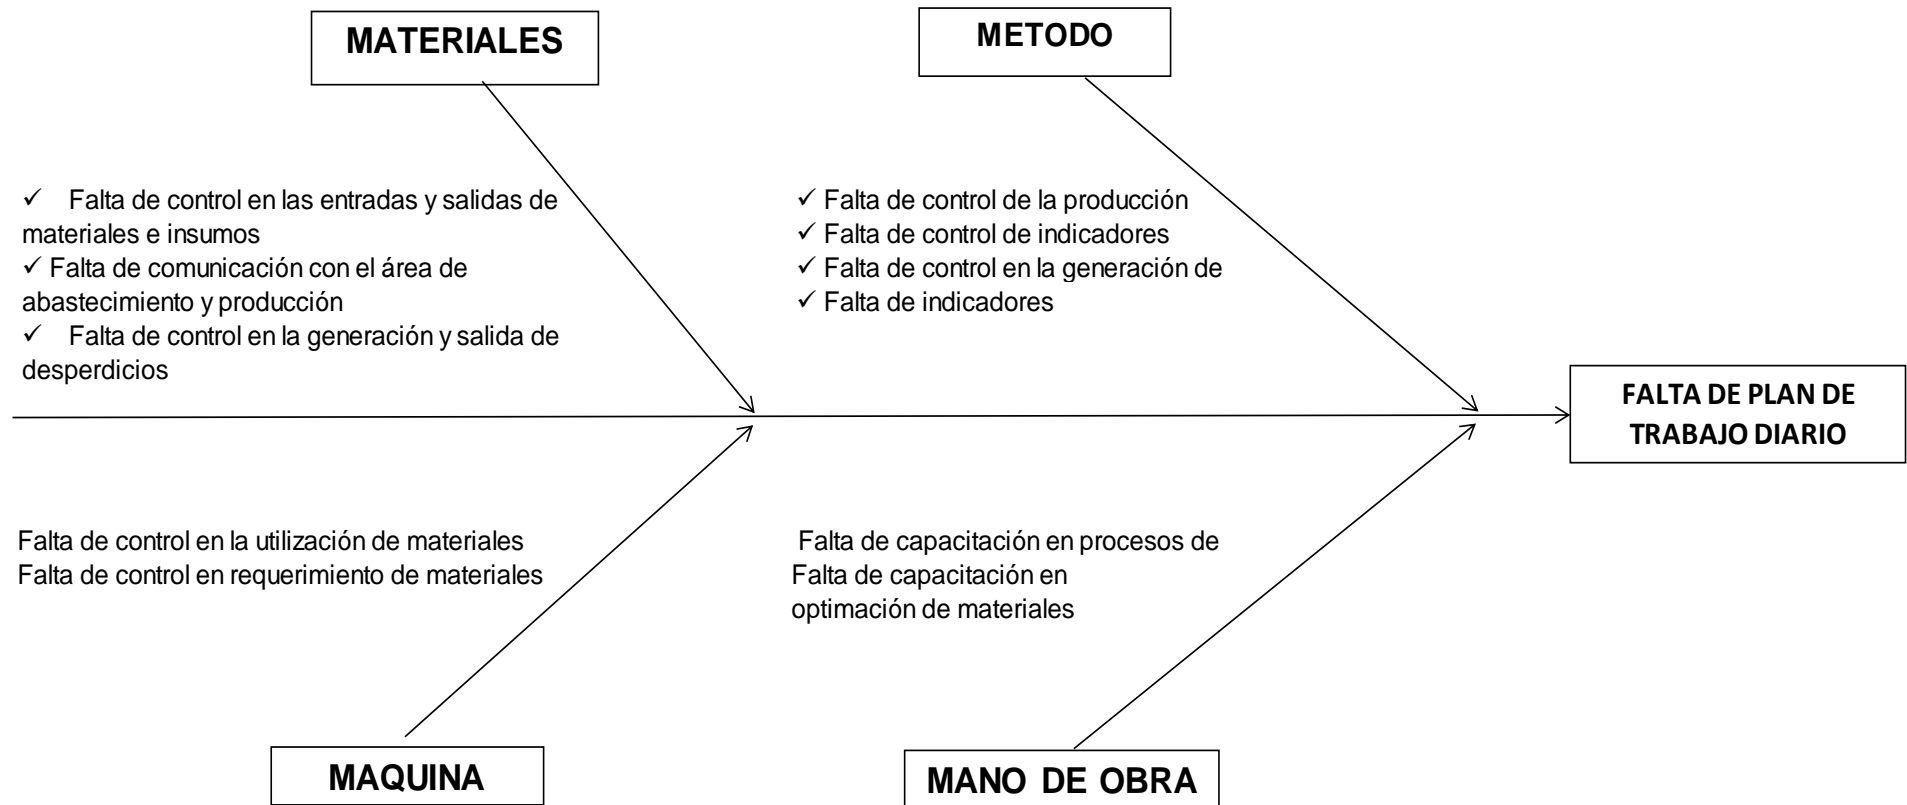 MATERIALES
METODO
✓ Falta de control en las entradas y salidas de
materiales e insumos
✓ Falta de comunicación con el área de
abastecimiento y producción
✓ Falta de control en la generación y salida de
desperdicios
✓ Falta de control de la producción
✓ Falta de control de indicadores
✓ Falta de control en la generación de
✓ Falta de indicadores
FALTA DE PLAN DE
TRABAJO DIARIO
Falta de control en la utilización de materiales
Falta de control en requerimiento de materiales
Falta de capacitación en procesos de
Falta de capacitación en
optimación de materiales
MAQUINA
MANO DE OBRA